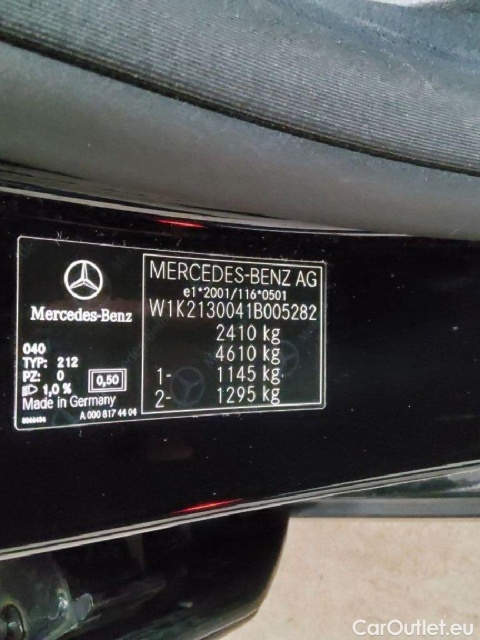 Mercedes-Benz
040
TYP: 212
PZ: 0
1,0 %
0,50
Made in Germany
A 000 817 44 04
MERCEDES-BENZ AG
e1*2001/116*0501
W1K2130041B005282
2410 kg
4610 kg
1- 1145 kg
2- 1295 kg
CarOutlet.eu